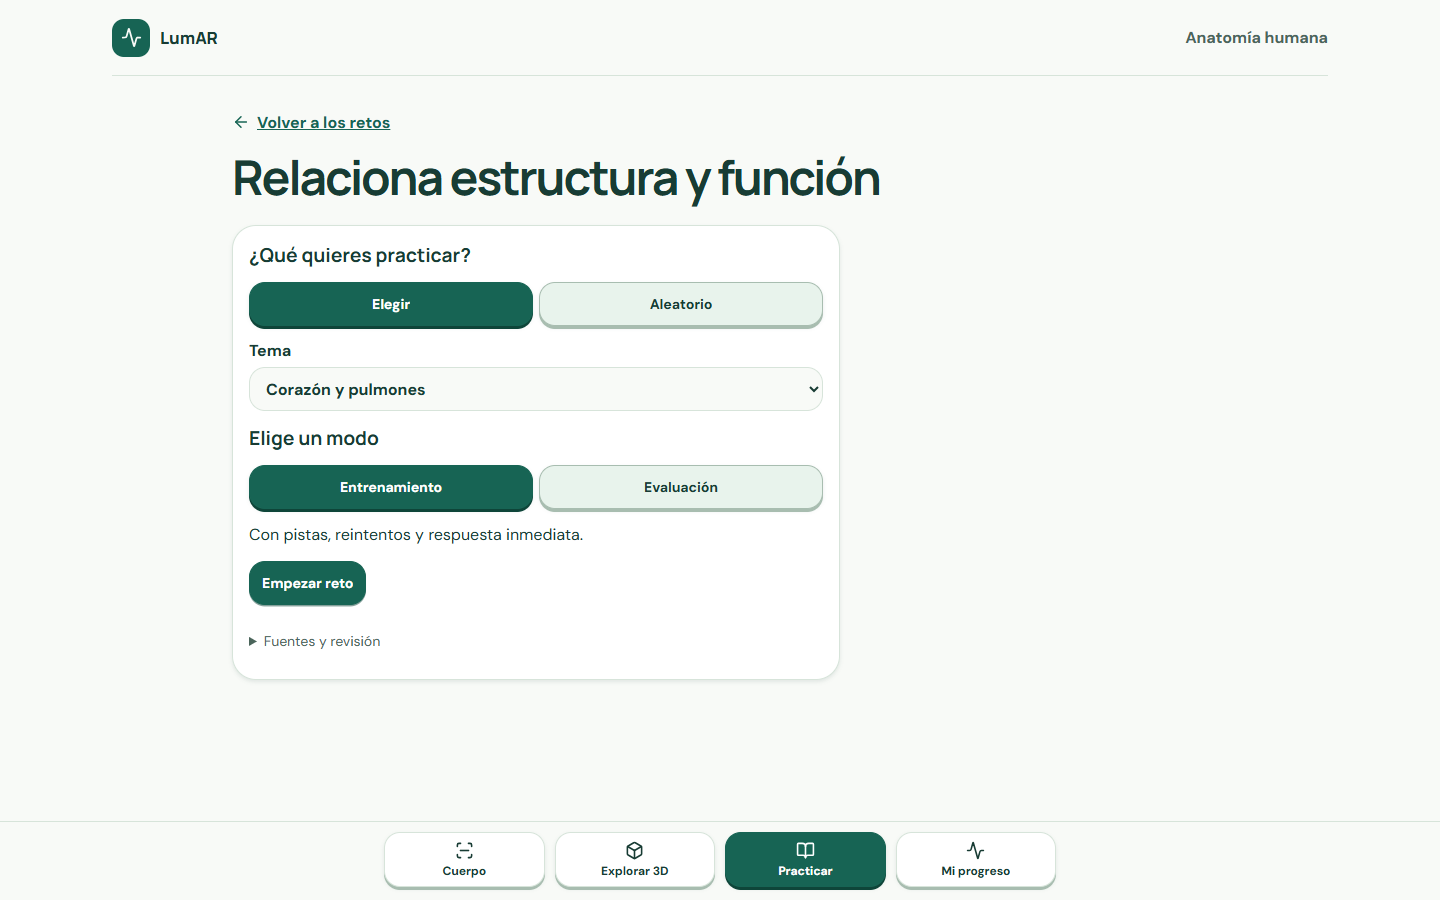 LumAR
Anatomía humana
Volver a los retos
Relaciona estructura y función
¿Qué quieres practicar?
Elegir
Aleatorio
Tema
Corazón y pulmones
Elige un modo
Entrenamiento
Evaluación
Con pistas, reintentos y respuesta inmediata.
Empezar reto
Fuentes y revisión
Cuerpo
Explorar 3D
Practicar
Mi progreso